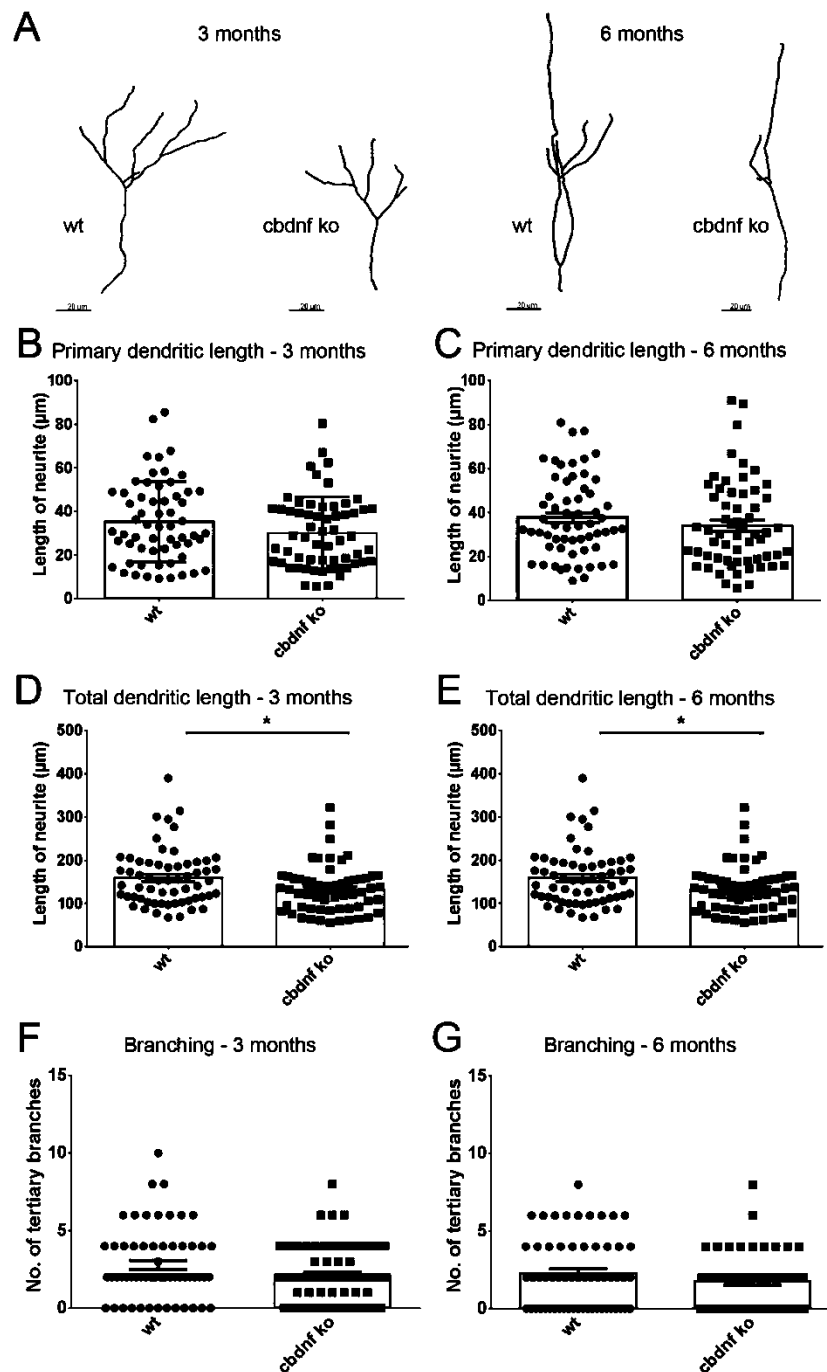 A
3 months
6 months
wt
cbdnf ko
wt
cbdnf ko
20 µm
20 µm
20 µm
20 µm
B Primary dendritic length - 3 months
Length of neurite (µm)
100
80
60
40
20
0
wt
cbdnf ko
C Primary dendritic length - 6 months
Length of neurite (µm)
100
80
60
40
20
0
wt
cbdnf ko
D Total dendritic length - 3 months
*
Length of neurite (µm)
500
400
300
200
100
0
wt
cbdnf ko
E Total dendritic length - 6 months
*
Length of neurite (µm)
500
400
300
200
100
0
wt
cbdnf ko
F Branching - 3 months
No. of tertiary branches
15
10
5
0
wt
cbdnf ko
G Branching - 6 months
No. of tertiary branches
15
10
5
0
wt
cbdnf ko